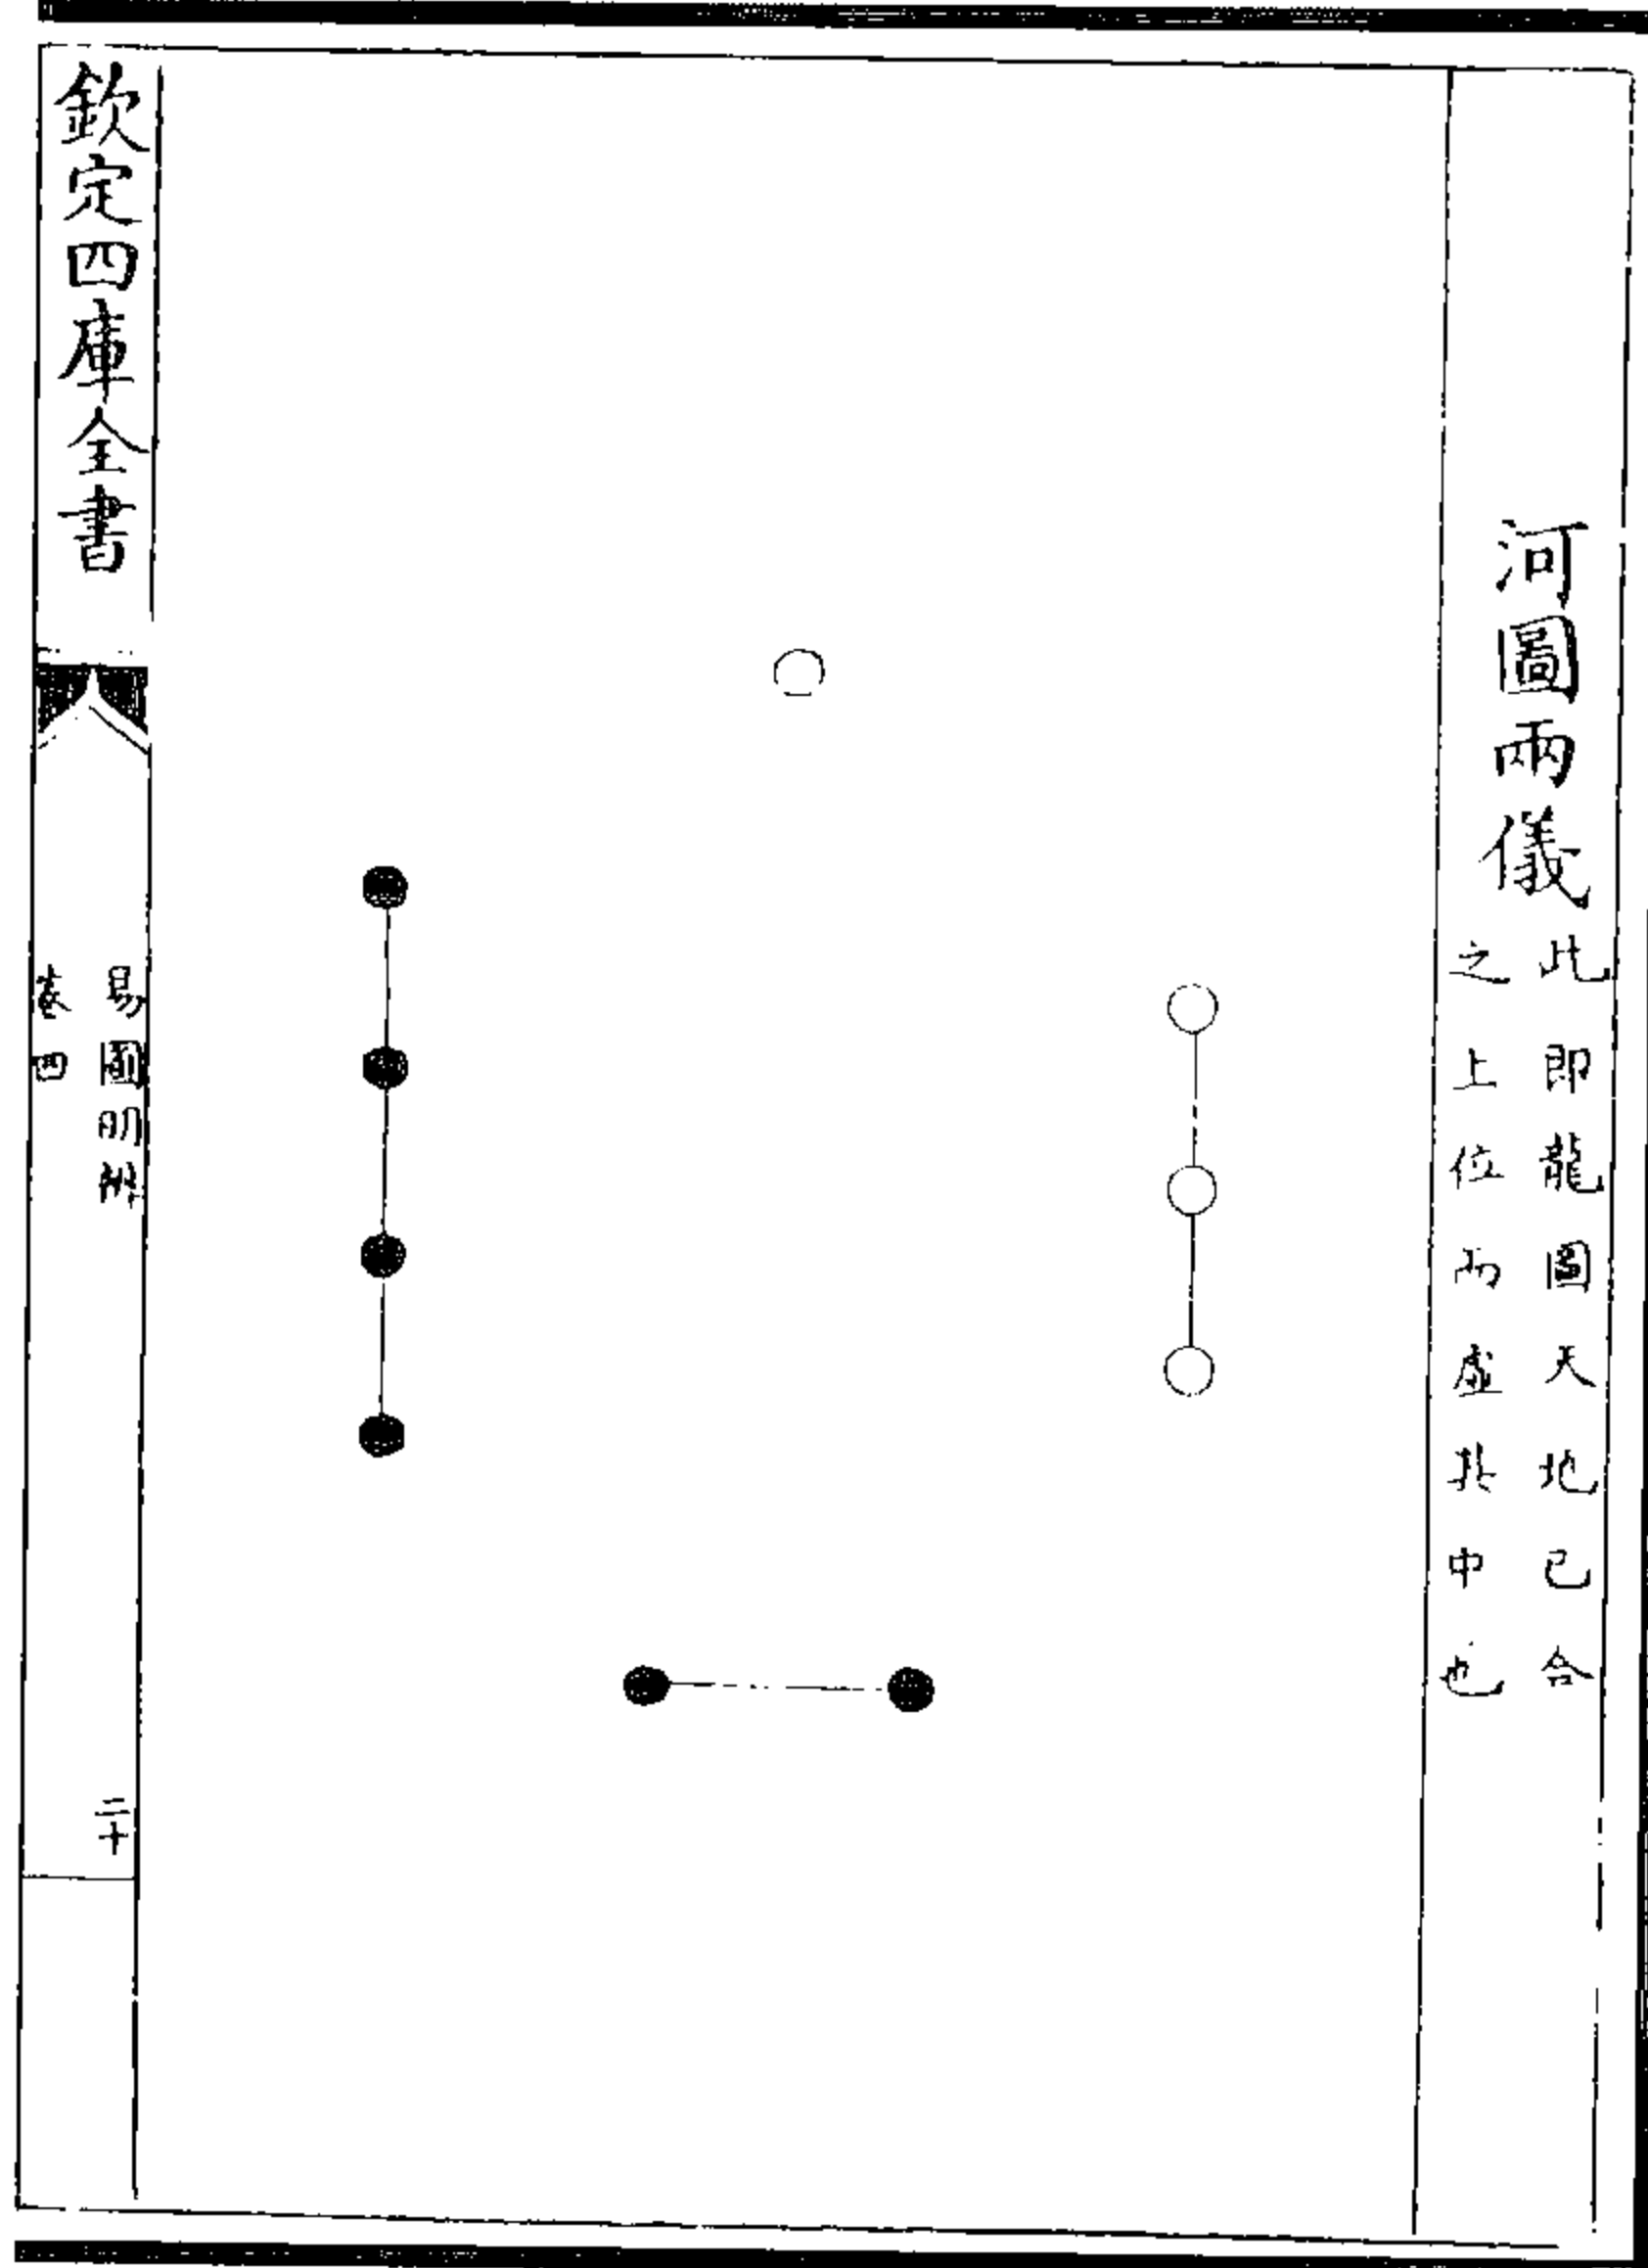 河圖兩儀
此即龍圖天地已合
之上位而虛其中也
欽定四庫全書
易圖明辨
卷四
三十